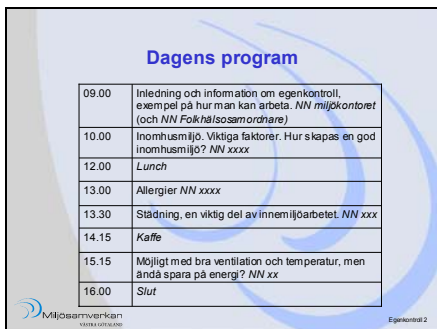 Dagens program
09.00 Inledning och information om egenkontroll,
exempel på hur man kan arbeta. NN miljökontoret
(och NN Folkhälsosamordnare)
10.00 Inomhusmiljö. Viktiga faktorer. Hur skapas en god
inomhusmiljö? NN xxxx
12.00 Lunch
13.00 Allergier NN xxxx
13.30 Städning, en viktig del av innemiljöarbetet. NN xxx
14.15 Kaffe
15.15 Möjligt med bra ventilation och temperatur, men
ändå spara på energi? NN xx
16.00 Slut
Miljösamverkan
VÄSTRA GÖTALAND
Egenkontroll 2